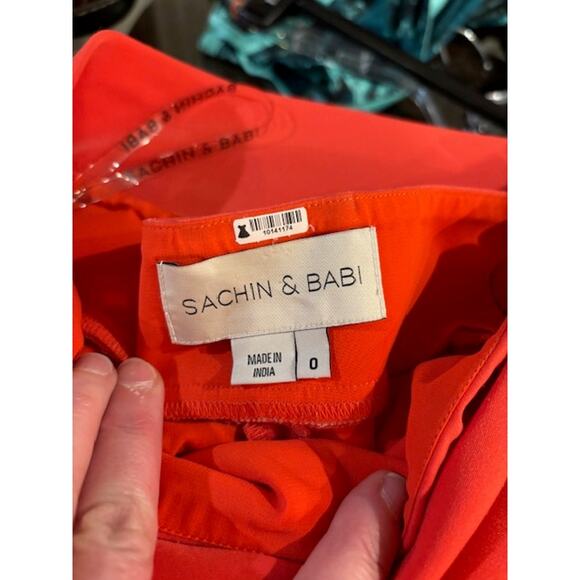 SACHIN & BABI
SACHIN & BABI
10141174
SACHIN & BABI
MADE IN
INDIA
0